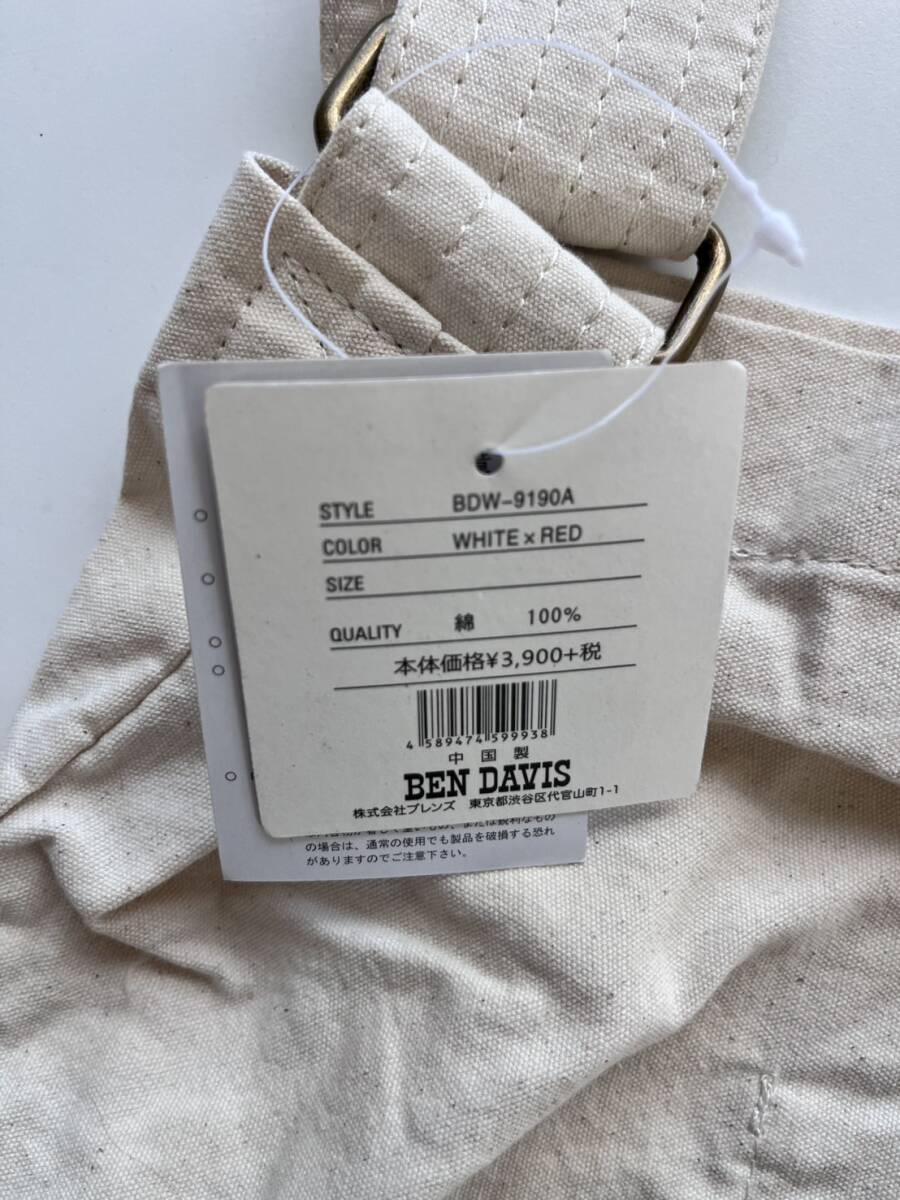 STYLE BDW-9190A
COLOR WHITE×RED
SIZE
QUALITY 綿 100%
本体価格¥3,900+税
4 589474 599938
中国製
BEN DAVIS
株式会社ブレンズ 東京都渋谷区代官山町1-1
の場合は、通常の使用でも製品を破損する恐れ
がありますのでご注意下さい。